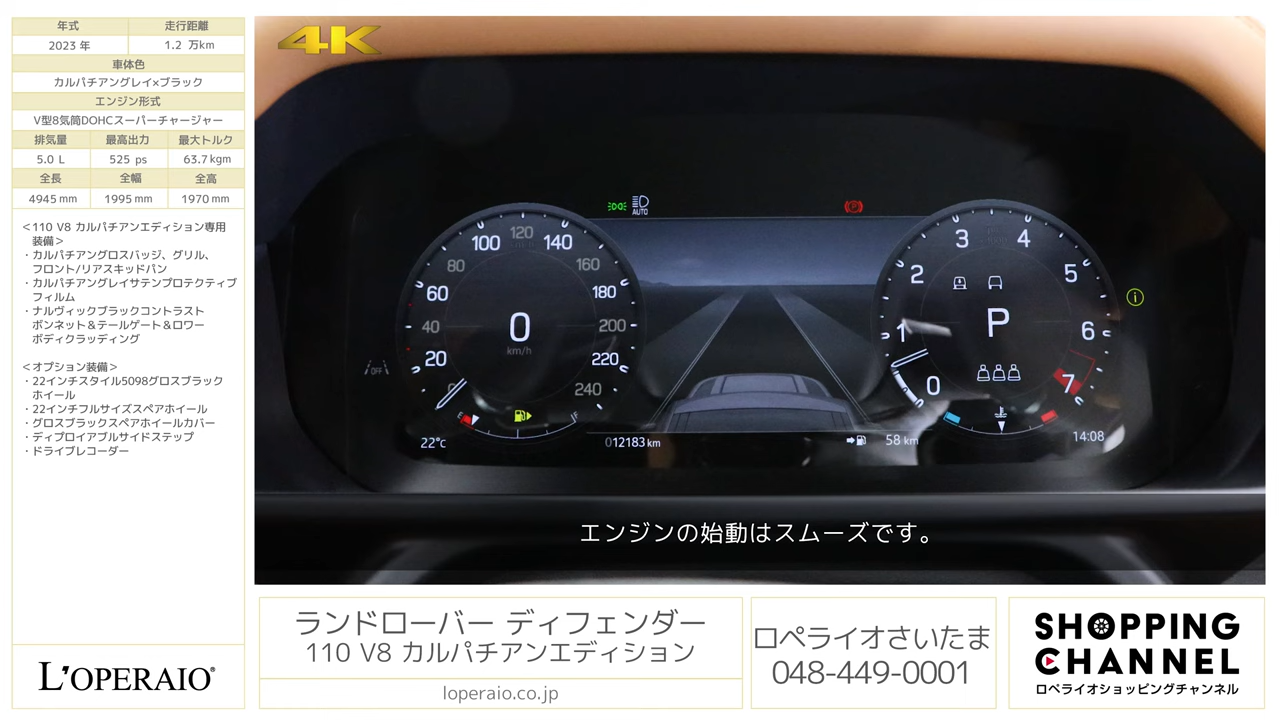 年式 走行距離
2023 年 1.2 万km
車体色
カルパチアングレイ×ブラック
エンジン形式
V型8気筒DOHCスーパーチャージャー
排気量 最高出力 最大トルク
5.0 L 525 ps 63.7 kgm
全長 全幅 全高
4945 mm 1995 mm 1970 mm
＜110 V8 カルパチアンエディション専用
装備＞
・カルパチアングロスバッジ、グリル、
フロント/リアスキッドパン
・カルパチアングレイサテンプロテクティブ
フィルム
・ナルヴィックブラックコントラスト
ボンネット＆テールゲート＆ロワー
ボディクラッディング
＜オプション装備＞
・22インチスタイル5098グロスブラック
ホイール
・22インチフルサイズスペアホイール
・グロスブラックスペアホイールカバー
・ディプロイアブルサイドステップ
・ドライブレコーダー
L'OPERAIO®
4K
AUTO
0
20
40
60
80
100
120
140
160
180
200
220
240
0
km/h
OFF
E F
22°c
012183 km
58 km
14:08
0
1
2
3
4
5
6
7
P
エンジンの始動はスムーズです。
ランドローバー ディフェンダー
110 V8 カルパチアンエディション
loperaio.co.jp
ロペライオさいたま
048-449-0001
SHOPPING
CHANNEL
ロペライオショッピングチャンネル